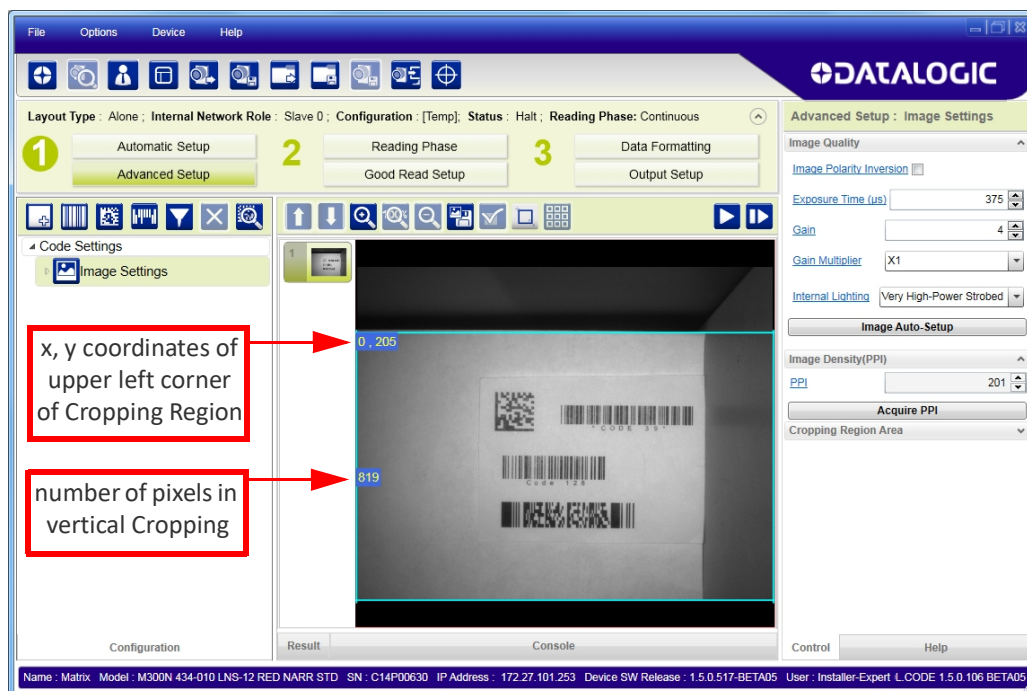 File Options Device Help
DATALOGIC
Layout Type : Alone ; Internal Network Role : Slave 0 ; Configuration : [Temp]; Status : Halt ; Reading Phase: Continuous
1 Automatic Setup 2 Reading Phase 3 Data Formatting
Advanced Setup Good Read Setup Output Setup
Code Settings
Image Settings
x, y coordinates of
upper left corner
of Cropping Region
number of pixels in
vertical Cropping
Configuration
1
0 , 205
819
*CODE 39*
Code 128
Result Console
Advanced Setup : Image Settings
Image Quality
Image Polarity Inversion
Exposure Time (µs) 375
Gain 4
Gain Multiplier X1
Internal Lighting Very High-Power Strobed
Image Auto-Setup
Image Density(PPI)
PPI 201
Acquire PPI
Cropping Region Area
Control Help
Name : Matrix Model : M300N 434-010 LNS-12 RED NARR STD SN : C14P00630 IP Address : 172.27.101.253 Device SW Release : 1.5.0.517-BETA05 User : Installer-Expert L.CODE 1.5.0.106 BETA05